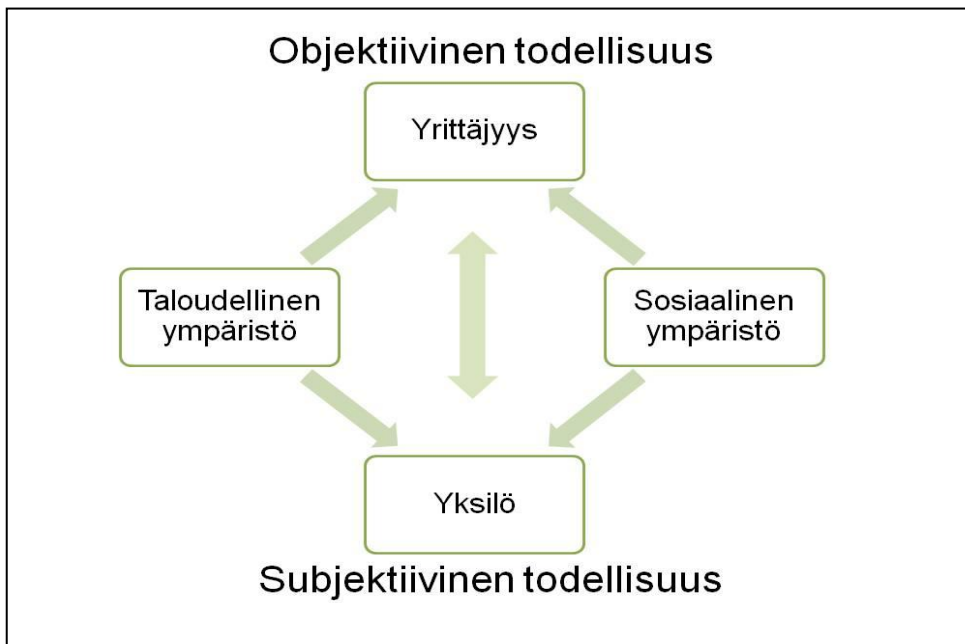 Objektiivinen todellisuus
Yrittäjyys
Taloudellinen
ympäristö
Sosiaalinen
ympäristö
Yksilö
Subjektiivinen todellisuus